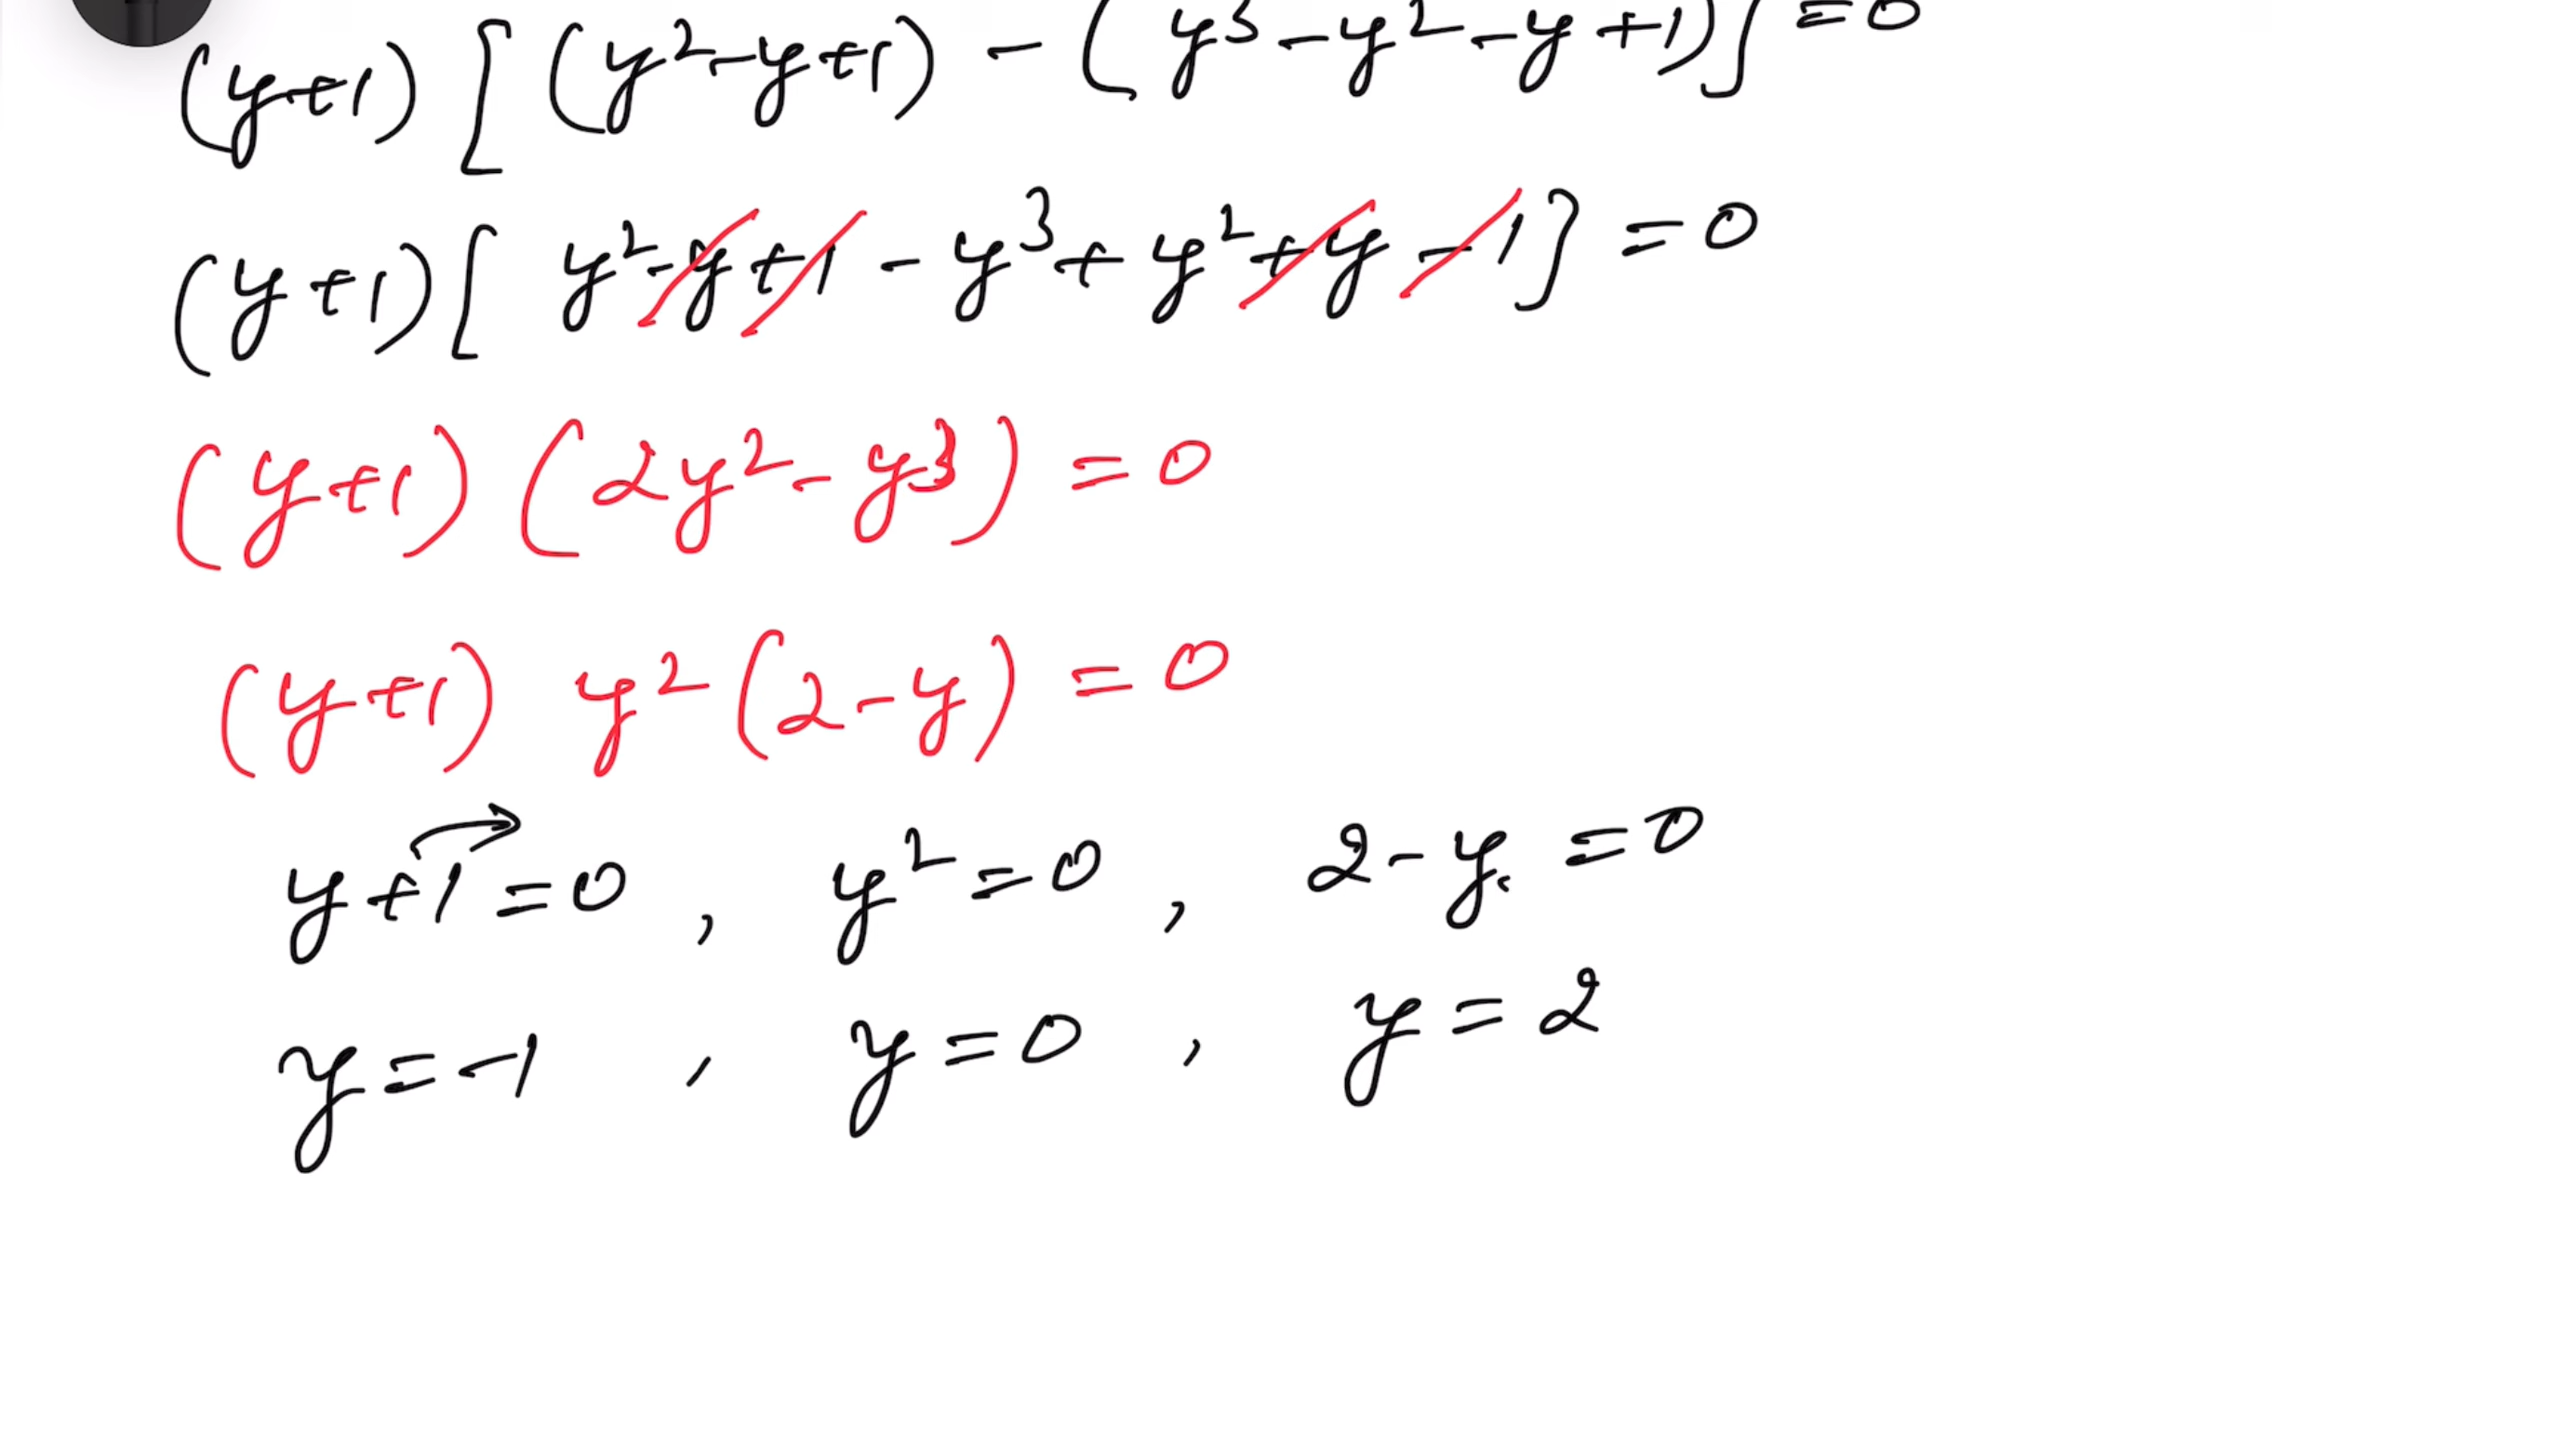 (y+1) [(y²-y+1) - (y³-y²-y+1)] = 0
(y+1) [y²-y+1 - y³+y²+y-1] = 0
(y+1) (2y²-y³) = 0
(y+1) y² (2-y) = 0
y+1=0 , y²=0 , 2-y=0
y=-1 , y=0 , y=2